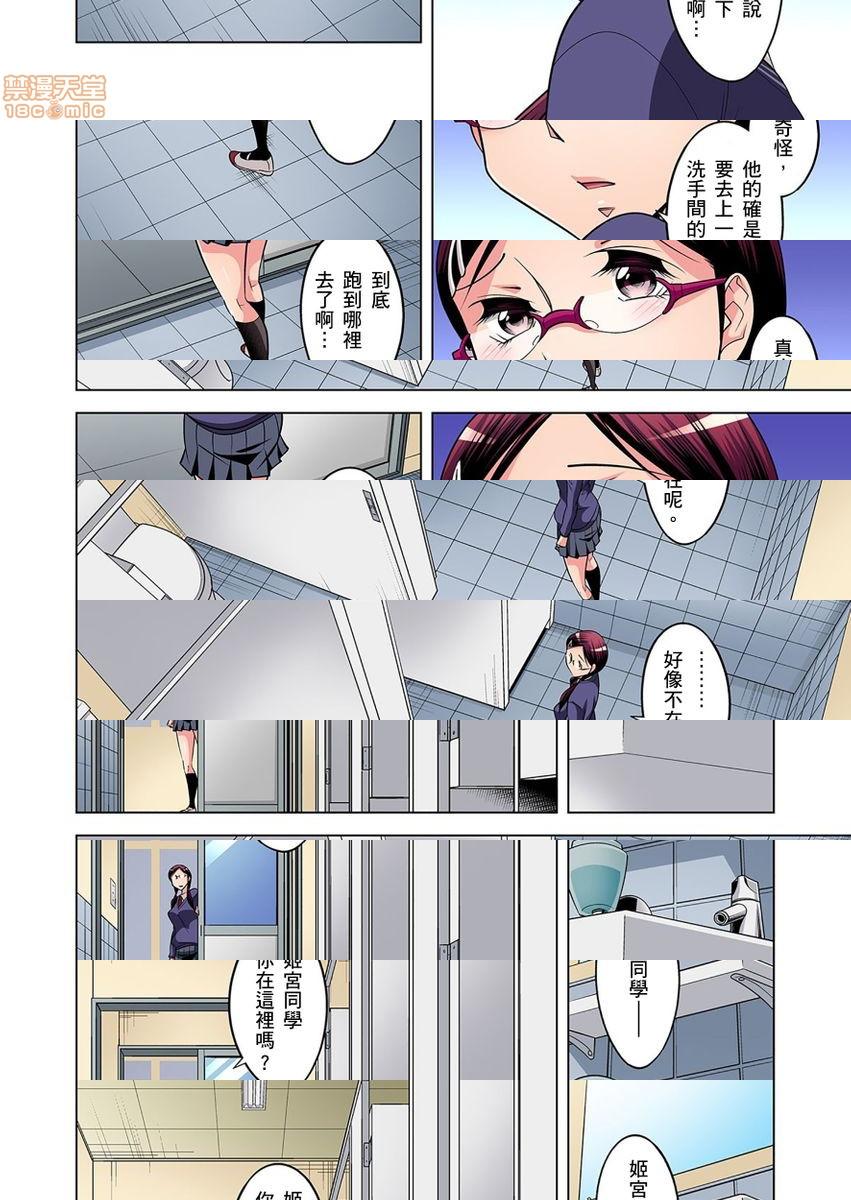 說
下
啊…
禁漫天堂
18comic
奇怪，
他的確是
要去上一
洗手間的
真
到底
跑到哪裡
去了啊…
在呢。
………
好像不在
同學──
姬宮同學
你在這裡嗎？
姬宮
姬
你